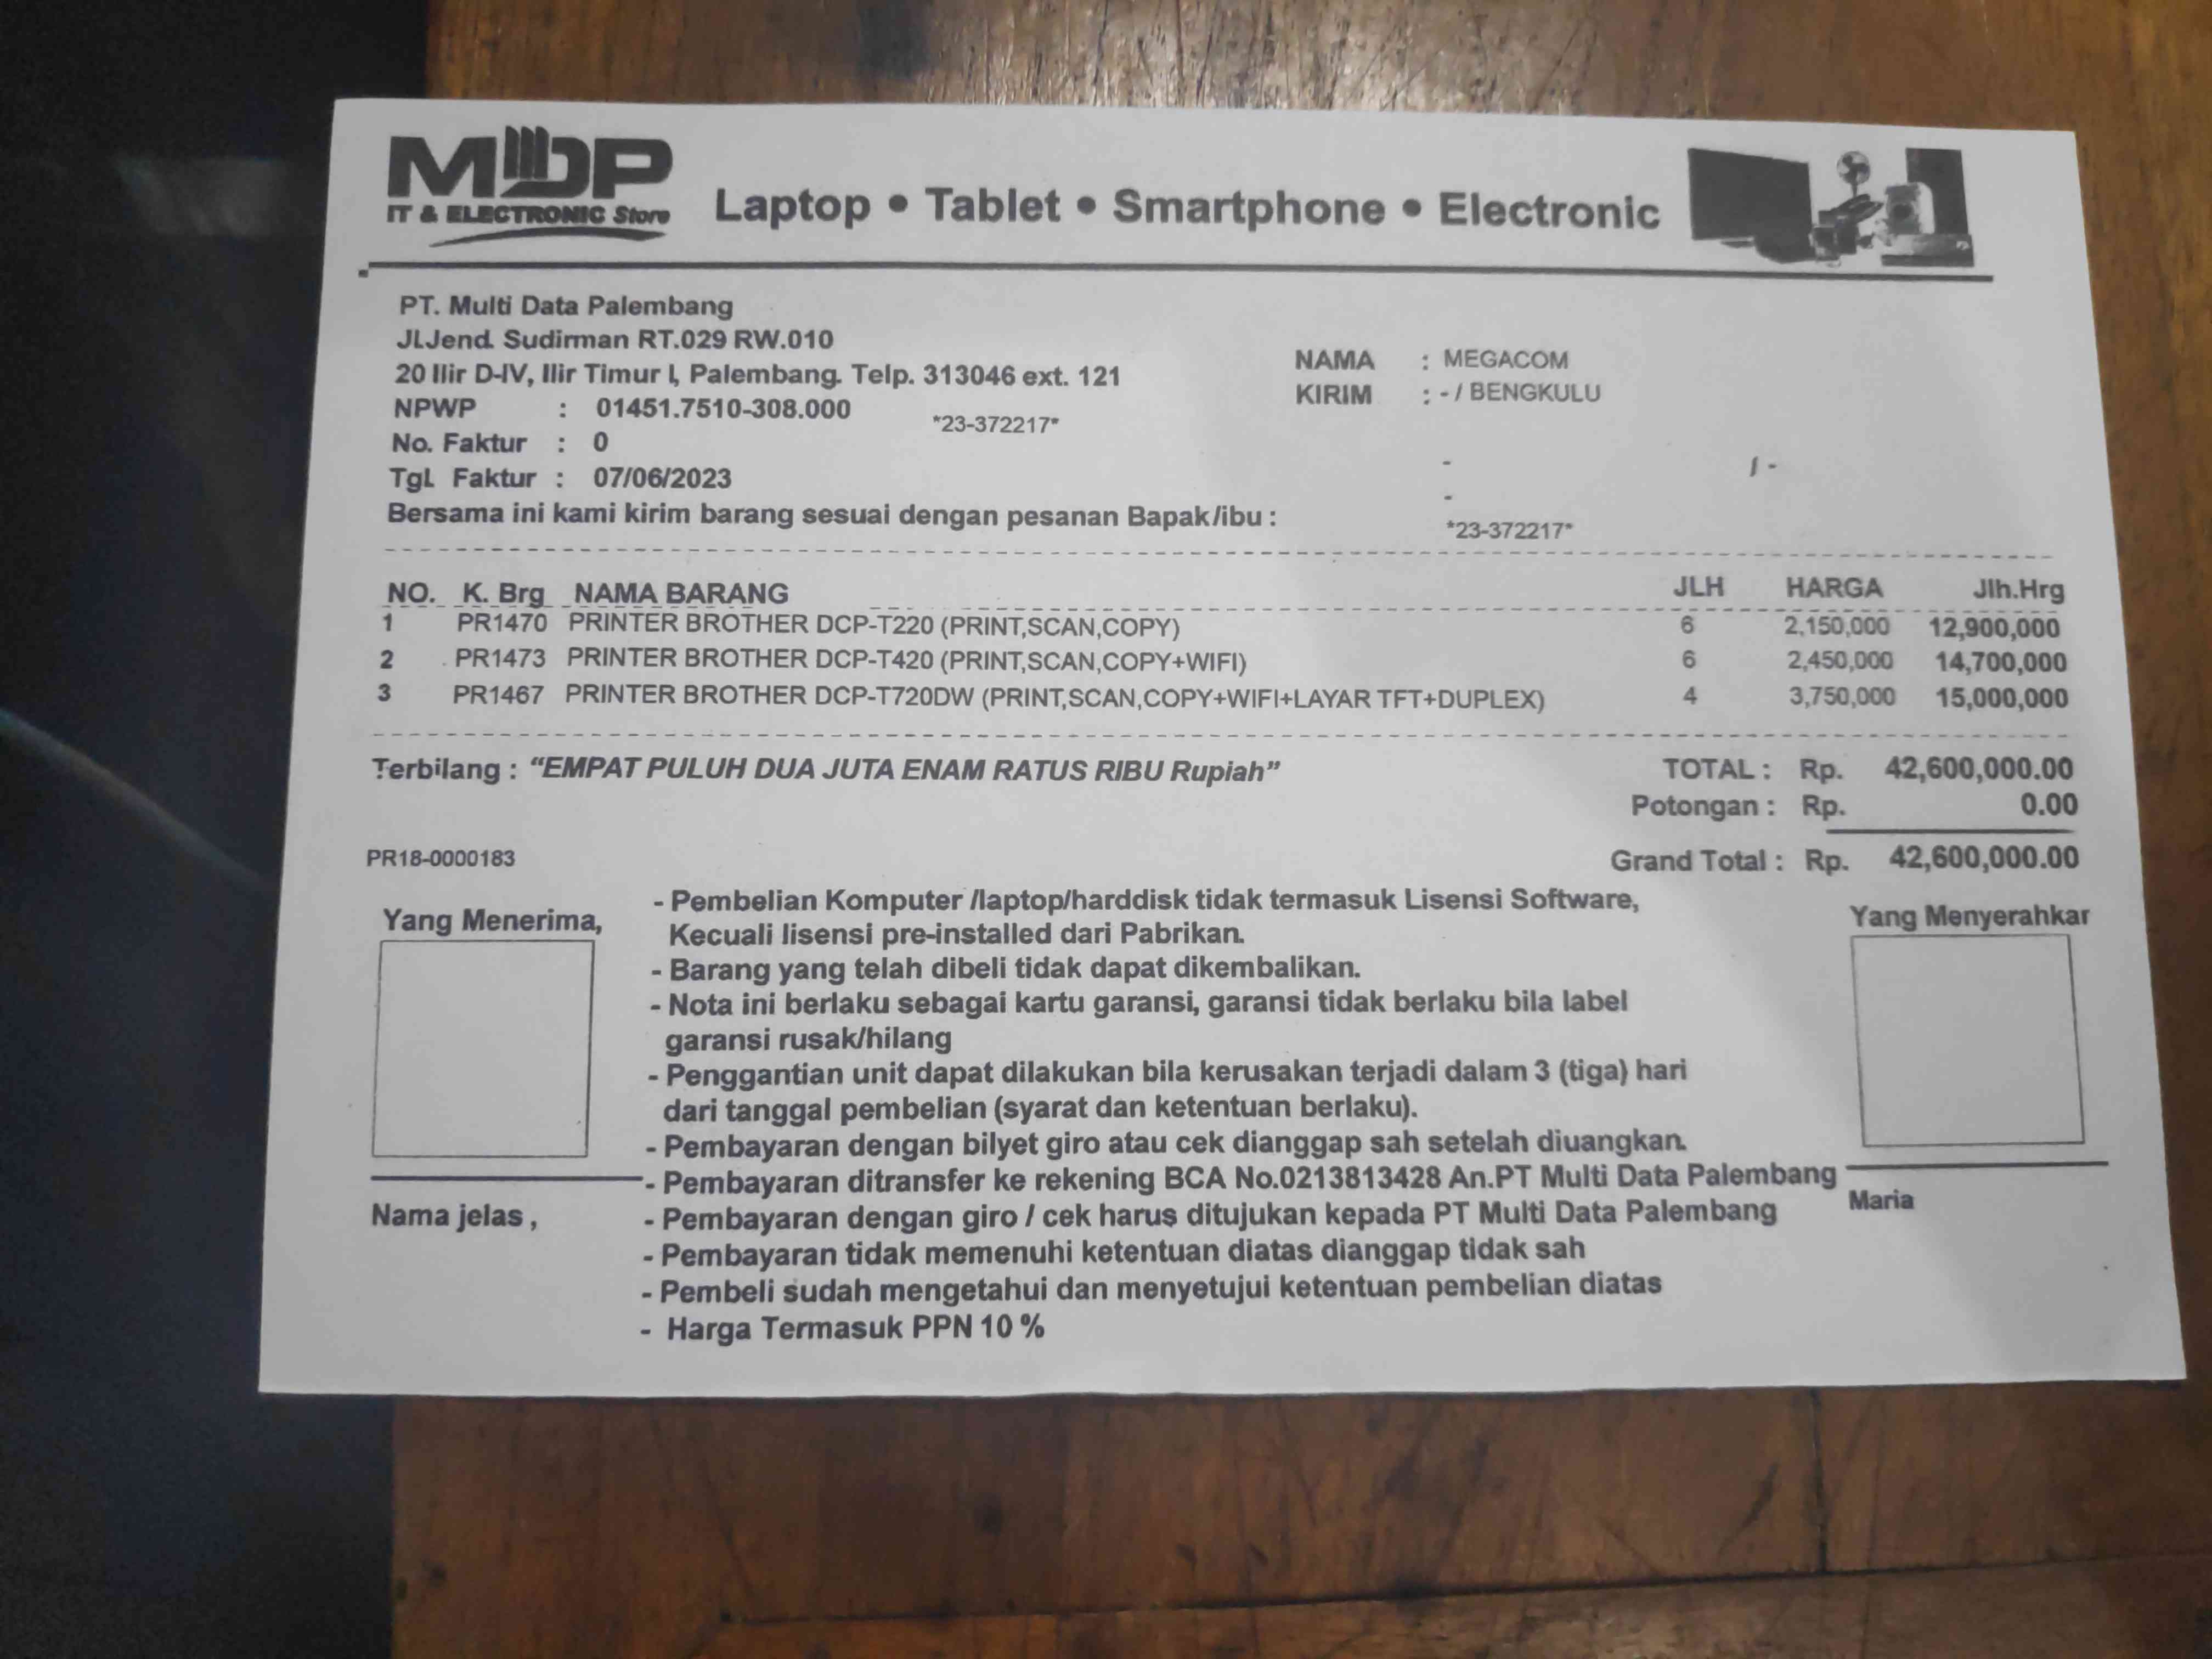 MDP
IT & ELECTRONIC Store
Laptop • Tablet • Smartphone • Electronic
PT. Multi Data Palembang
Jl.Jend. Sudirman RT.029 RW.010
20 Ilir D-IV, Ilir Timur I, Palembang. Telp. 313046 ext. 121
NPWP : 01451.7510-308.000
*23-372217*
No. Faktur : 0
Tgl. Faktur : 07/06/2023
Bersama ini kami kirim barang sesuai dengan pesanan Bapak/ibu :
NAMA : MEGACOM
KIRIM : - / BENGKULU
- / -
-
*23-372217*
NO. K. Brg NAMA BARANG JLH HARGA Jlh.Hrg
1 PR1470 PRINTER BROTHER DCP-T220 (PRINT,SCAN,COPY) 6 2,150,000 12,900,000
2 PR1473 PRINTER BROTHER DCP-T420 (PRINT,SCAN,COPY+WIFI) 6 2,450,000 14,700,000
3 PR1467 PRINTER BROTHER DCP-T720DW (PRINT,SCAN,COPY+WIFI+LAYAR TFT+DUPLEX) 4 3,750,000 15,000,000
Terbilang : “EMPAT PULUH DUA JUTA ENAM RATUS RIBU Rupiah”
TOTAL : Rp. 42,600,000.00
Potongan : Rp. 0.00
Grand Total : Rp. 42,600,000.00
PR18-0000183
Yang Menerima,
Nama jelas ,
- Pembelian Komputer /laptop/harddisk tidak termasuk Lisensi Software,
Kecuali lisensi pre-installed dari Pabrikan.
- Barang yang telah dibeli tidak dapat dikembalikan.
- Nota ini berlaku sebagai kartu garansi, garansi tidak berlaku bila label
garansi rusak/hilang
- Penggantian unit dapat dilakukan bila kerusakan terjadi dalam 3 (tiga) hari
dari tanggal pembelian (syarat dan ketentuan berlaku).
- Pembayaran dengan bilyet giro atau cek dianggap sah setelah diuangkan.
- Pembayaran ditransfer ke rekening BCA No.0213813428 An.PT Multi Data Palembang
- Pembayaran dengan giro / cek harus ditujukan kepada PT Multi Data Palembang
- Pembayaran tidak memenuhi ketentuan diatas dianggap tidak sah
- Pembeli sudah mengetahui dan menyetujui ketentuan pembelian diatas
- Harga Termasuk PPN 10 %
Yang Menyerahkar
Maria